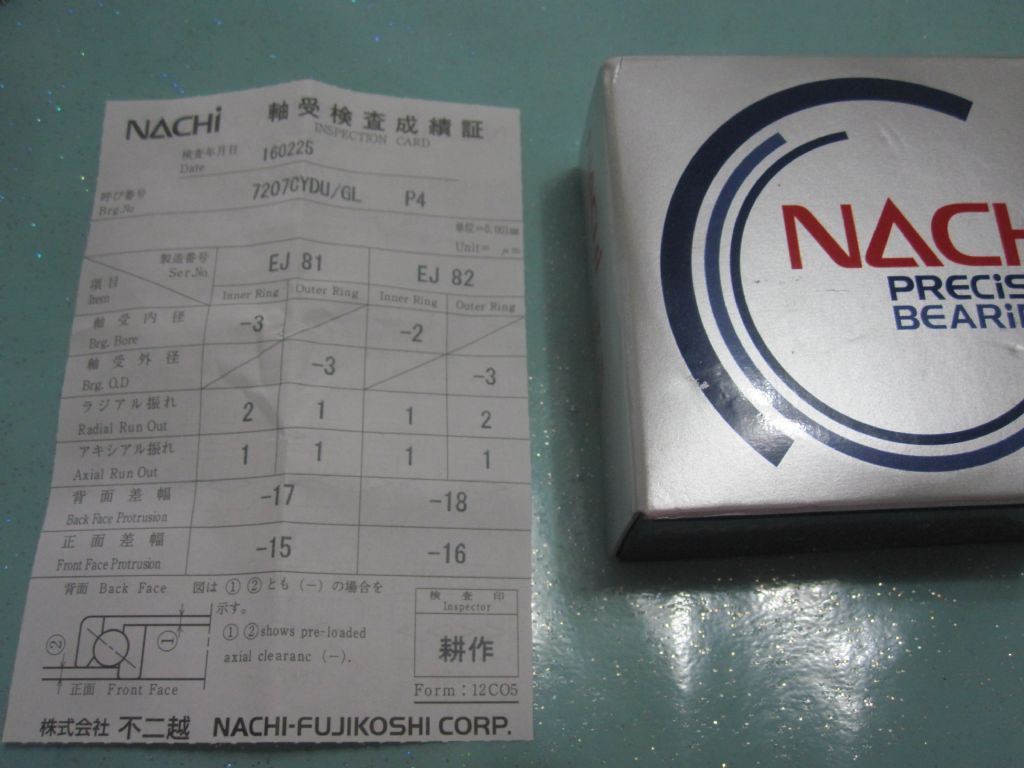 NACHi 軸受検査成績証
INSPECTION CARD
検査年月日 160225
Date
呼び番号 7207CYDU/GL P4
Brg.No
単位=0.001mm
Unit= μm
製造番号 EJ 81 EJ 82
Ser.No
項目
Item Inner Ring Outer Ring Inner Ring Outer Ring
軸受内径 -3 -2
Brg. Bore
軸受外径 -3 -3
Brg. O.D
ラジアル振れ 2 1 1 2
Radial Run Out
アキシアル振れ 1 1 1 1
Axial Run Out
背面差幅 -17 -18
Back Face Protrusion
正面差幅 -15 -16
Front Face Protrusion
背面 Back Face 図は ① ② とも (-) の場合を
示す。
① ②shows pre-loaded
axial clearanc (-).
② ①
正面 Front Face
検査印
Inspector
耕作
Form : 12CO5
株式会社 不二越 NACHI-FUJIKOSHI CORP.
NACH
PRECIS
BEARI